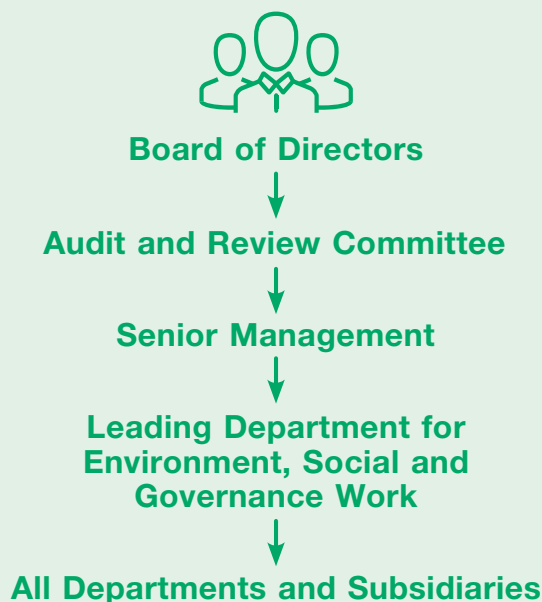 Board of Directors
Audit and Review Committee
Senior Management
Leading Department for
Environment, Social and
Governance Work
All Departments and Subsidiaries